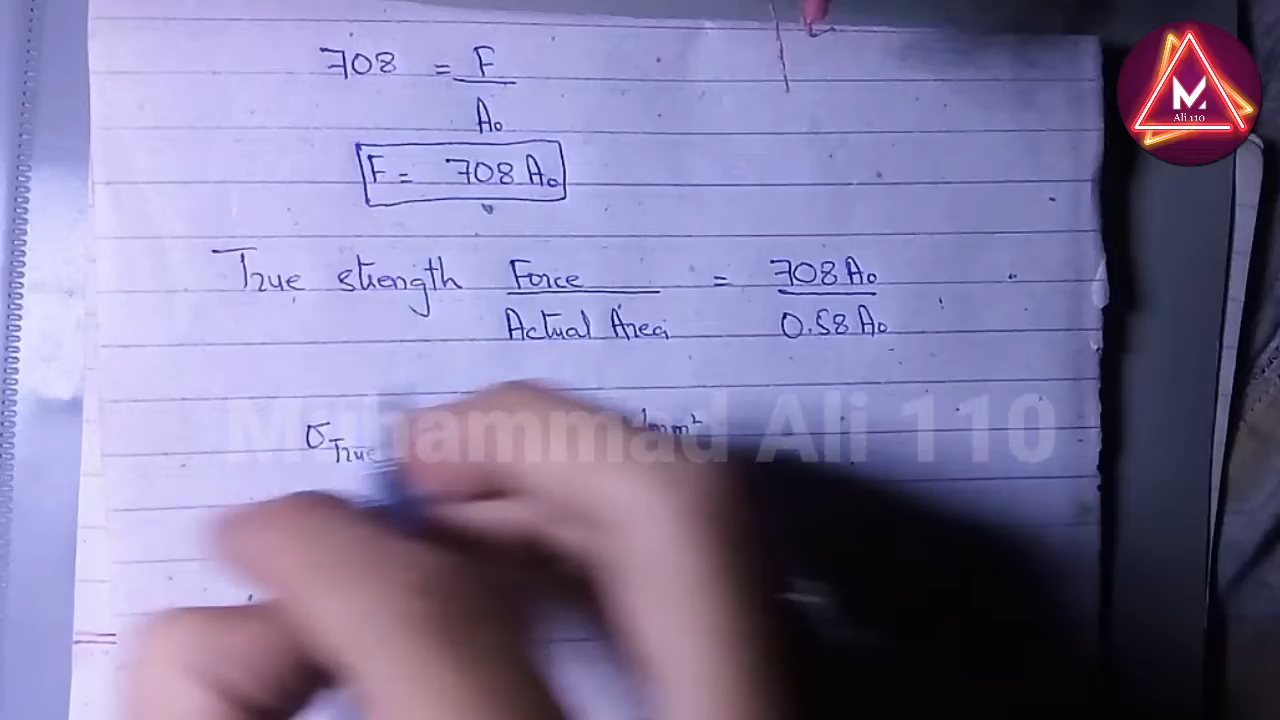 708 = F
A₀
F = 708 A₀
True strength Force = 708 A₀
Actual Area 0.58 A₀
σTrue /mm²
Muhammad Ali 110
M
Ali 110